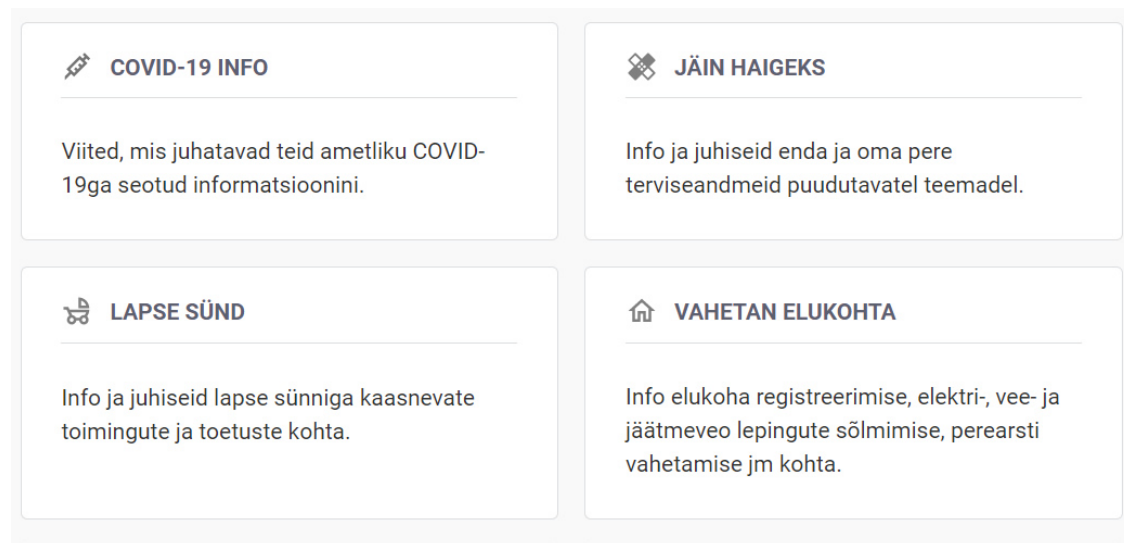 COVID-19 INFO
Viited, mis juhatavad teid ametliku COVID-
19ga seotud informatsioonini.
JÄIN HAIGEKS
Info ja juhiseid enda ja oma pere
terviseandmeid puudutavatel teemadel.
LAPSE SÜND
Info ja juhiseid lapse sünniga kaasnevate
toimingute ja toetuste kohta.
VAHETAN ELUKOHTA
Info elukoha registreerimise, elektri-, vee- ja
jäätmeveo lepingute sõlmimise, perearsti
vahetamise jm kohta.